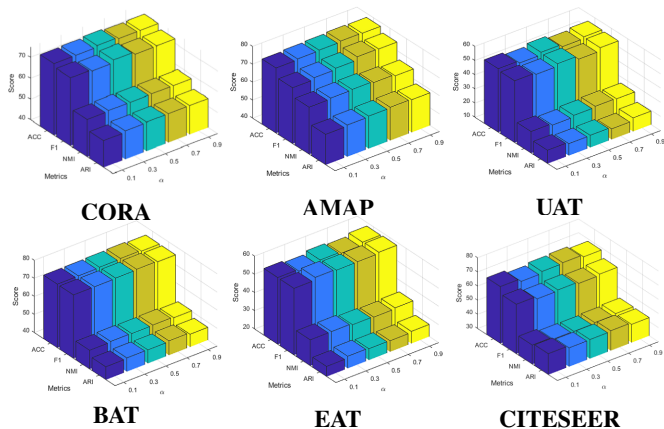 70
60
50
40
Score
ACC
F1
NMI
ARI
Metrics
0.1
0.3
0.5
0.7
0.9
α
CORA
80
70
60
50
40
Score
ACC
F1
NMI
ARI
Metrics
0.1
0.3
0.5
0.7
0.9
α
AMAP
60
50
40
30
20
10
Score
ACC
F1
NMI
ARI
Metrics
0.1
0.3
0.5
0.7
0.9
α
UAT
80
70
60
50
40
Score
ACC
F1
NMI
ARI
Metrics
0.1
0.3
0.5
0.7
0.9
α
BAT
60
50
40
30
20
Score
ACC
F1
NMI
ARI
Metrics
0.1
0.3
0.5
0.7
0.9
α
EAT
80
70
60
50
40
30
Score
ACC
F1
NMI
ARI
Metrics
0.1
0.3
0.5
0.7
0.9
α
CITESEER